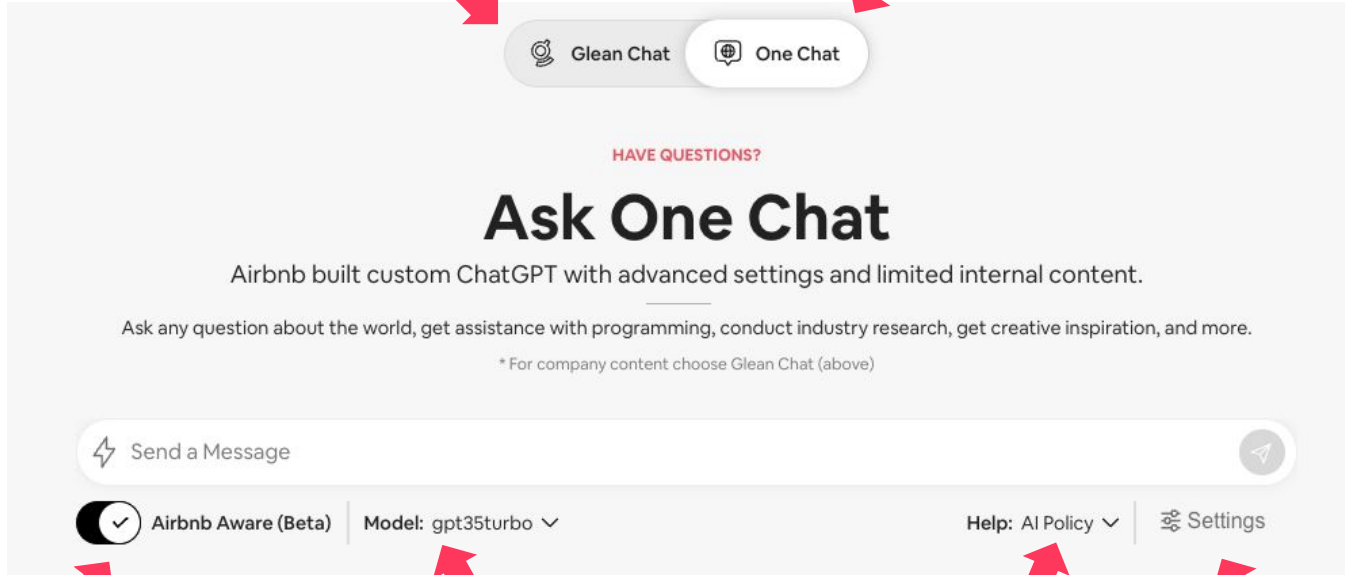 Glean Chat
One Chat
HAVE QUESTIONS?
Ask One Chat
Airbnb built custom ChatGPT with advanced settings and limited internal content.
Ask any question about the world, get assistance with programming, conduct industry research, get creative inspiration, and more.
* For company content choose Glean Chat (above)
Send a Message
Airbnb Aware (Beta)
Model: gpt35turbo
Help: AI Policy
Settings